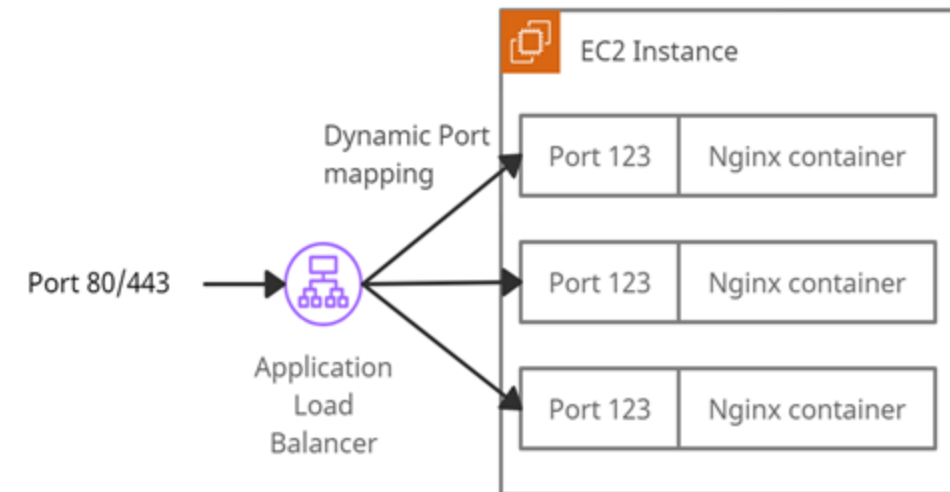 EC2 Instance
Dynamic Port
mapping
Port 123
Nginx container
Port 80/443
Port 123
Nginx container
Application
Load
Balancer
Port 123
Nginx container